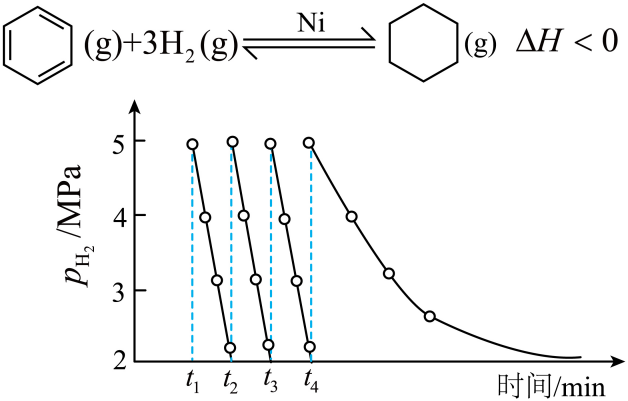 (g)+3H₂(g) Ni ⇌ (g) ΔH < 0
p_H₂/MPa
5
4
3
2
t₁ t₂ t₃ t₄
时间/min